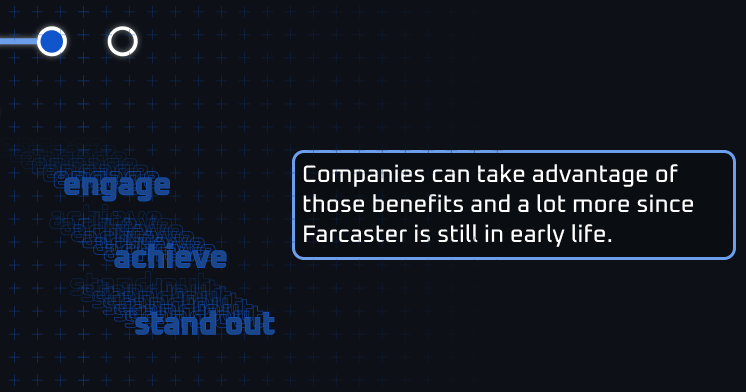 engage
achieve
stand out
Companies can take advantage of
those benefits and a lot more since
Farcaster is still in early life.